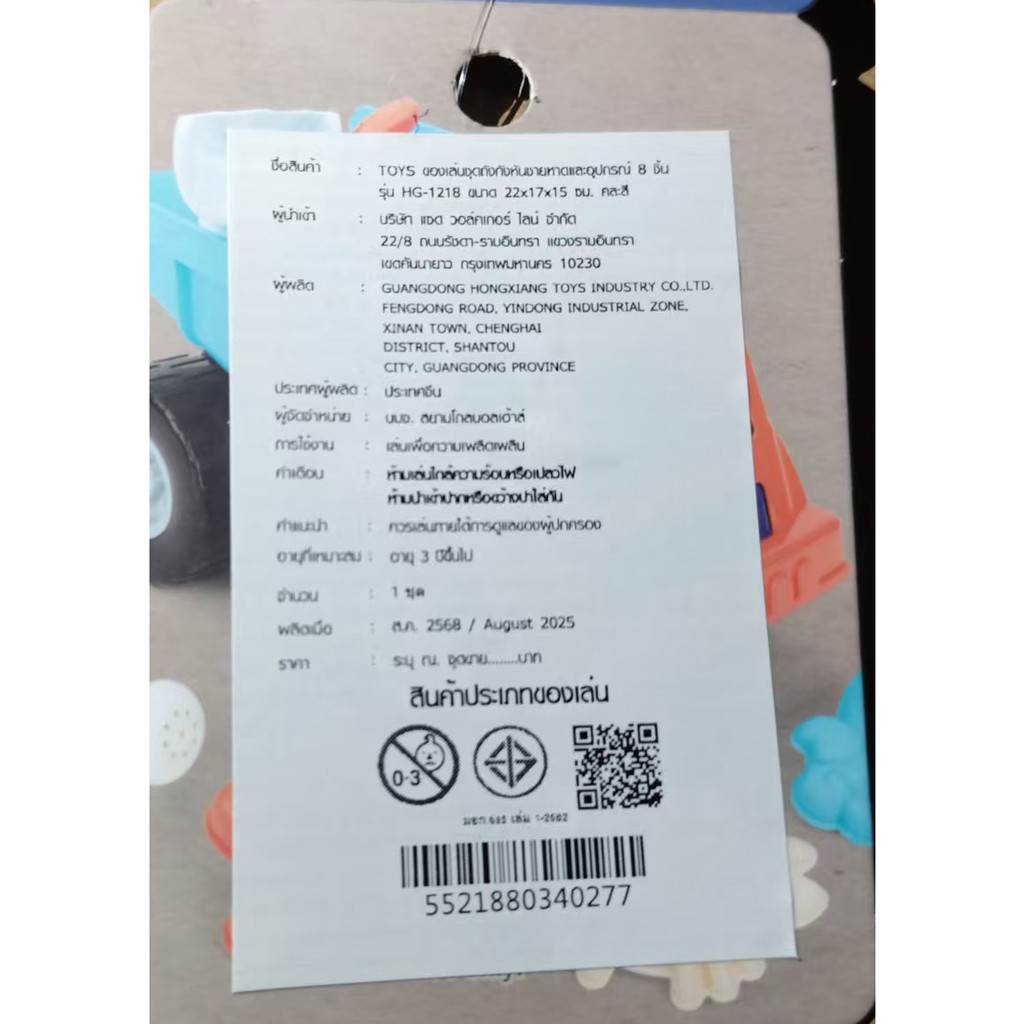 ชื่อสินค้า : TOYS ของเล่นชุดถังกังหันชายหาดและอุปกรณ์ 8 ชิ้น
รุ่น HG-1218 ขนาด 22x17x15 ซม. คละสี
ผู้นำเข้า : บริษัท แซด วอล์คเกอร์ ไลน์ จำกัด
22/8 ถนนรัชดา-รามอินทรา แขวงรามอินทรา
เขตคันนายาว กรุงเทพมหานคร 10230
ผู้ผลิต : GUANGDONG HONGXIANG TOYS INDUSTRY CO.,LTD.
FENGDONG ROAD, YINDONG INDUSTRIAL ZONE,
XINAN TOWN, CHENGHAI
DISTRICT, SHANTOU
CITY, GUANGDONG PROVINCE
ประเทศผู้ผลิต : ประเทศจีน
ผู้จัดจำหน่าย : บมจ. สยามโกลบอลเฮ้าส์
การใช้งาน : เล่นเพื่อความเพลิดเพลิน
คำเตือน : ห้ามเล่นใกล้ความร้อนหรือเปลวไฟ
ห้ามนำเข้าปากหรือขว้างปาใส่กัน
คำแนะนำ : ควรเล่นภายใต้การดูแลของผู้ปกครอง
อายุที่เหมาะสม : อายุ 3 ปีขึ้นไป
จำนวน : 1 ชุด
ผลิตเมื่อ : ส.ค. 2568 / August 2025
ราคา : ระบุ ณ. จุดขาย........บาท
สินค้าประเภทของเล่น
0-3
มอก.685 เล่ม 1-2562
5521880340277